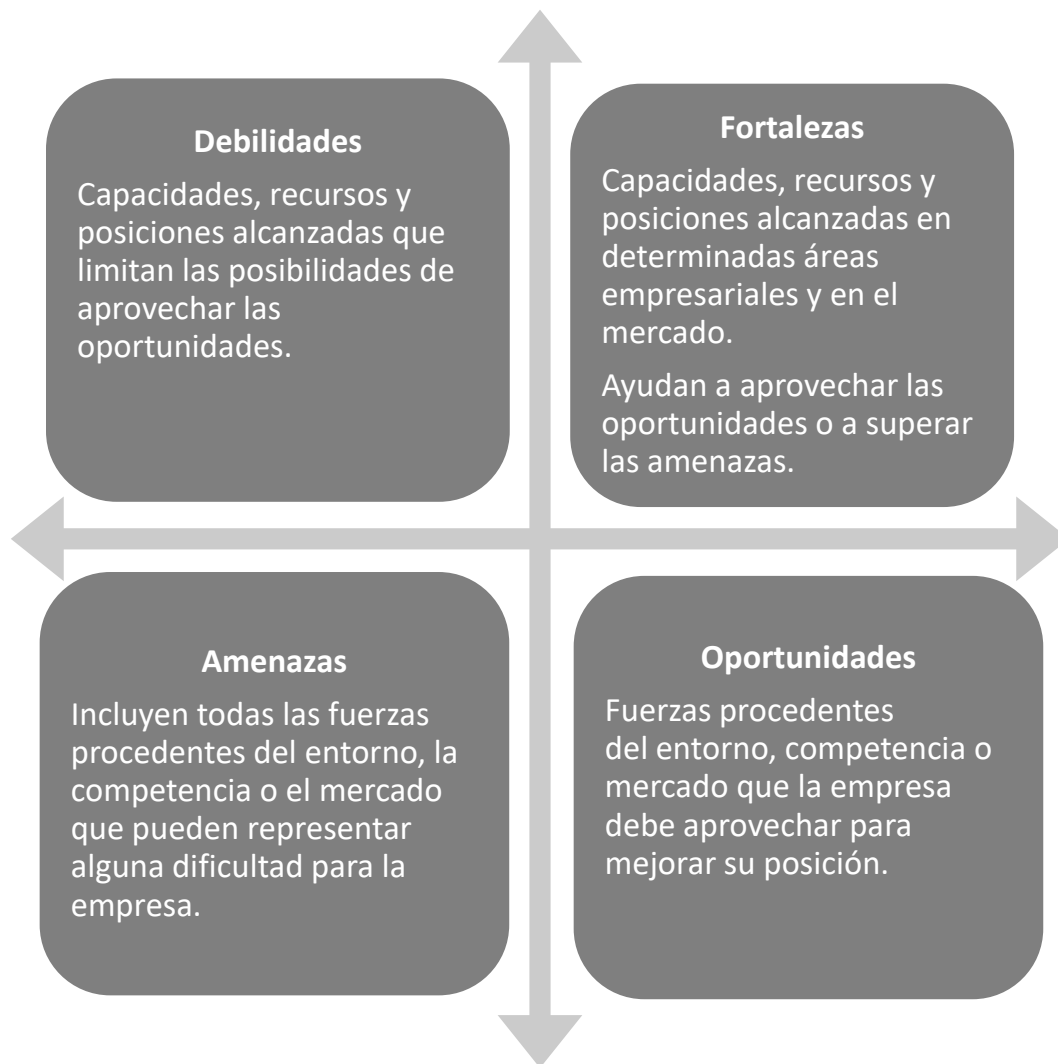 Debilidades
Capacidades, recursos y
posiciones alcanzadas que
limitan las posibilidades de
aprovechar las
oportunidades.
Fortalezas
Capacidades, recursos y
posiciones alcanzadas en
determinadas áreas
empresariales y en el
mercado.
Ayudan a aprovechar las
oportunidades o a superar
las amenazas.
Amenazas
Incluyen todas las fuerzas
procedentes del entorno, la
competencia o el mercado
que pueden representar
alguna dificultad para la
empresa.
Oportunidades
Fuerzas procedentes
del entorno, competencia o
mercado que la empresa
debe aprovechar para
mejorar su posición.